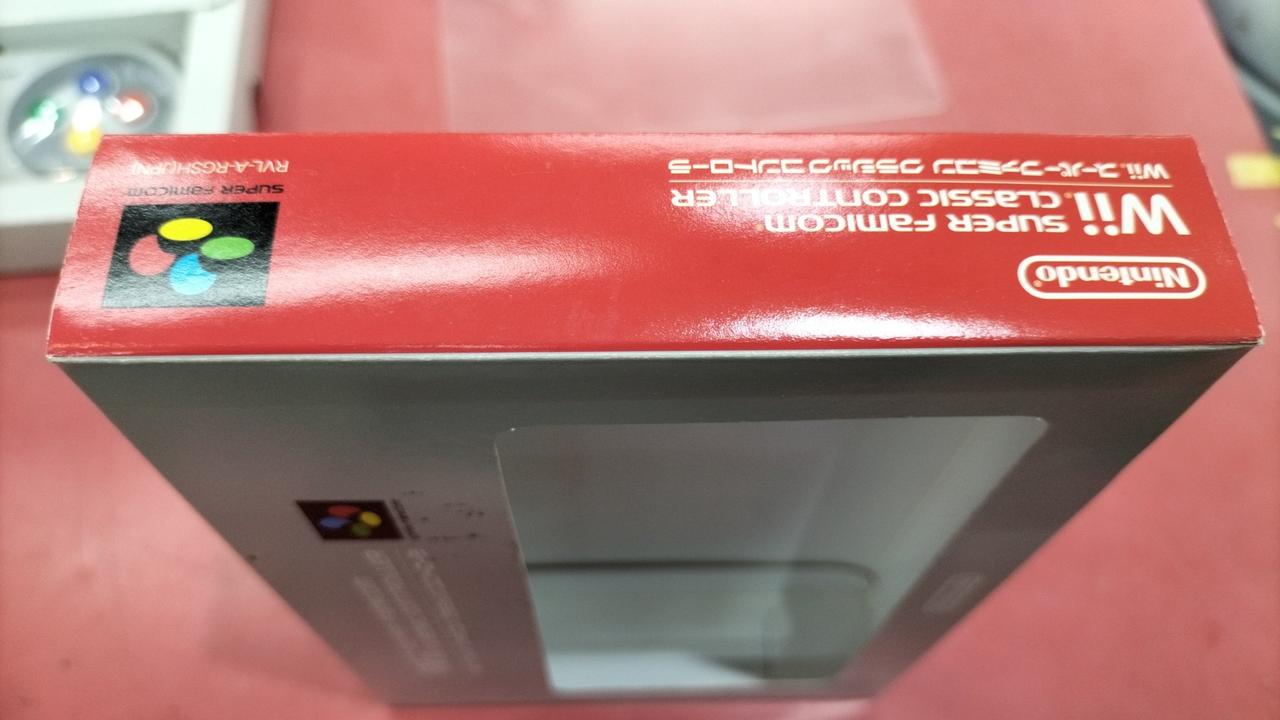 Nintendo
Wii SUPER FAMICOM
CLASSIC CONTROLLER
Wii スーパーファミコン クラシックコントローラ
SUPER FAMICOM
RVL-A-RGSH(JPN)